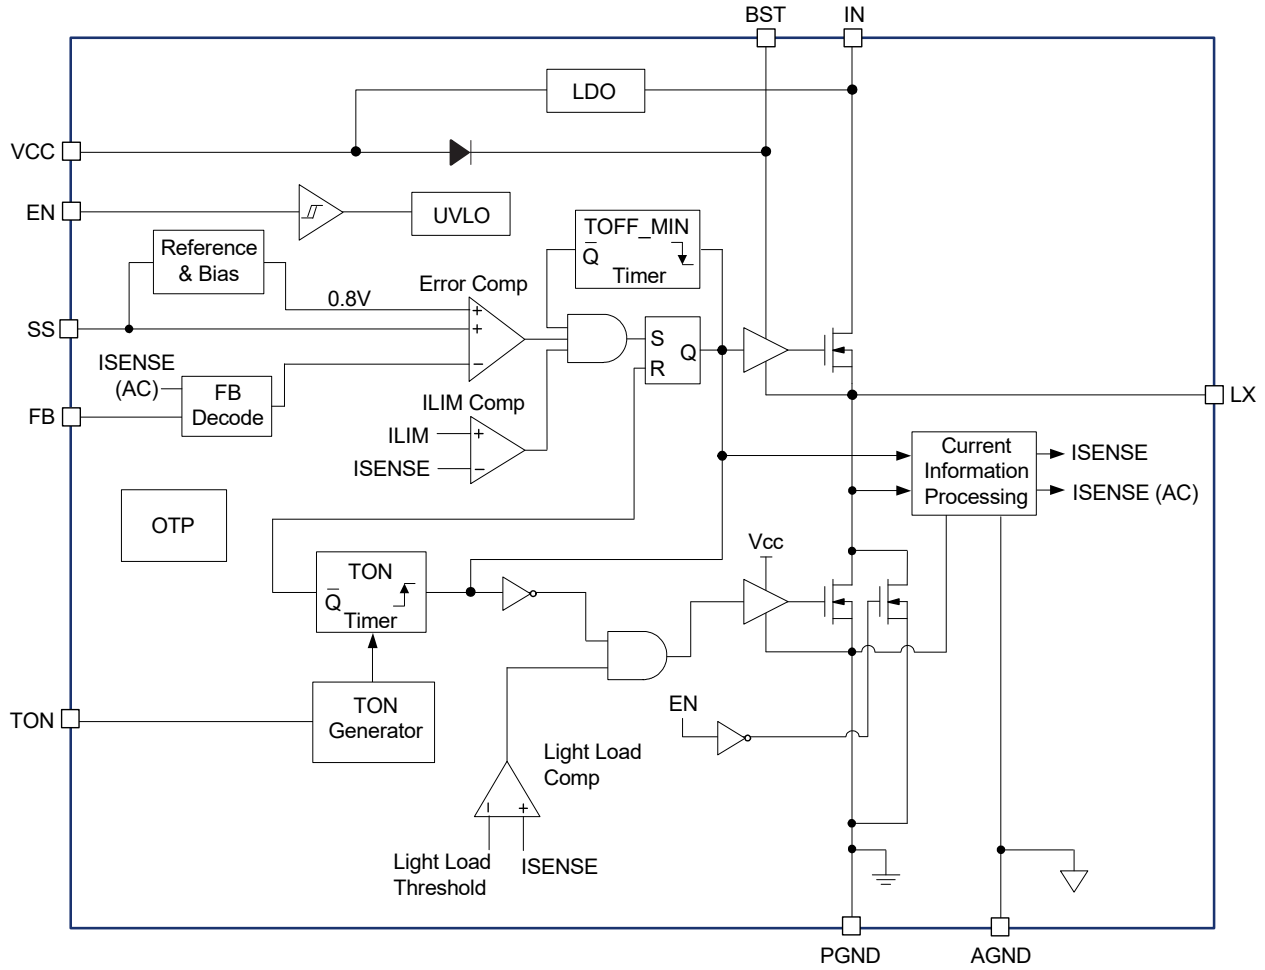 BST
IN
LDO
VCC
EN
UVLO
TOFF_MIN
Q̅
Timer
Reference
& Bias
Error Comp
0.8V
+
+
−
SS
S
R
Q
ISENSE
(AC)
FB
Decode
FB
LX
ILIM Comp
ILIM
+
ISENSE
−
Current
Information
Processing
ISENSE
ISENSE (AC)
OTP
Vcc
TON
Q̅
Timer
TON
TON
Generator
EN
Light Load
Comp
−
+
Light Load
Threshold
ISENSE
PGND
AGND